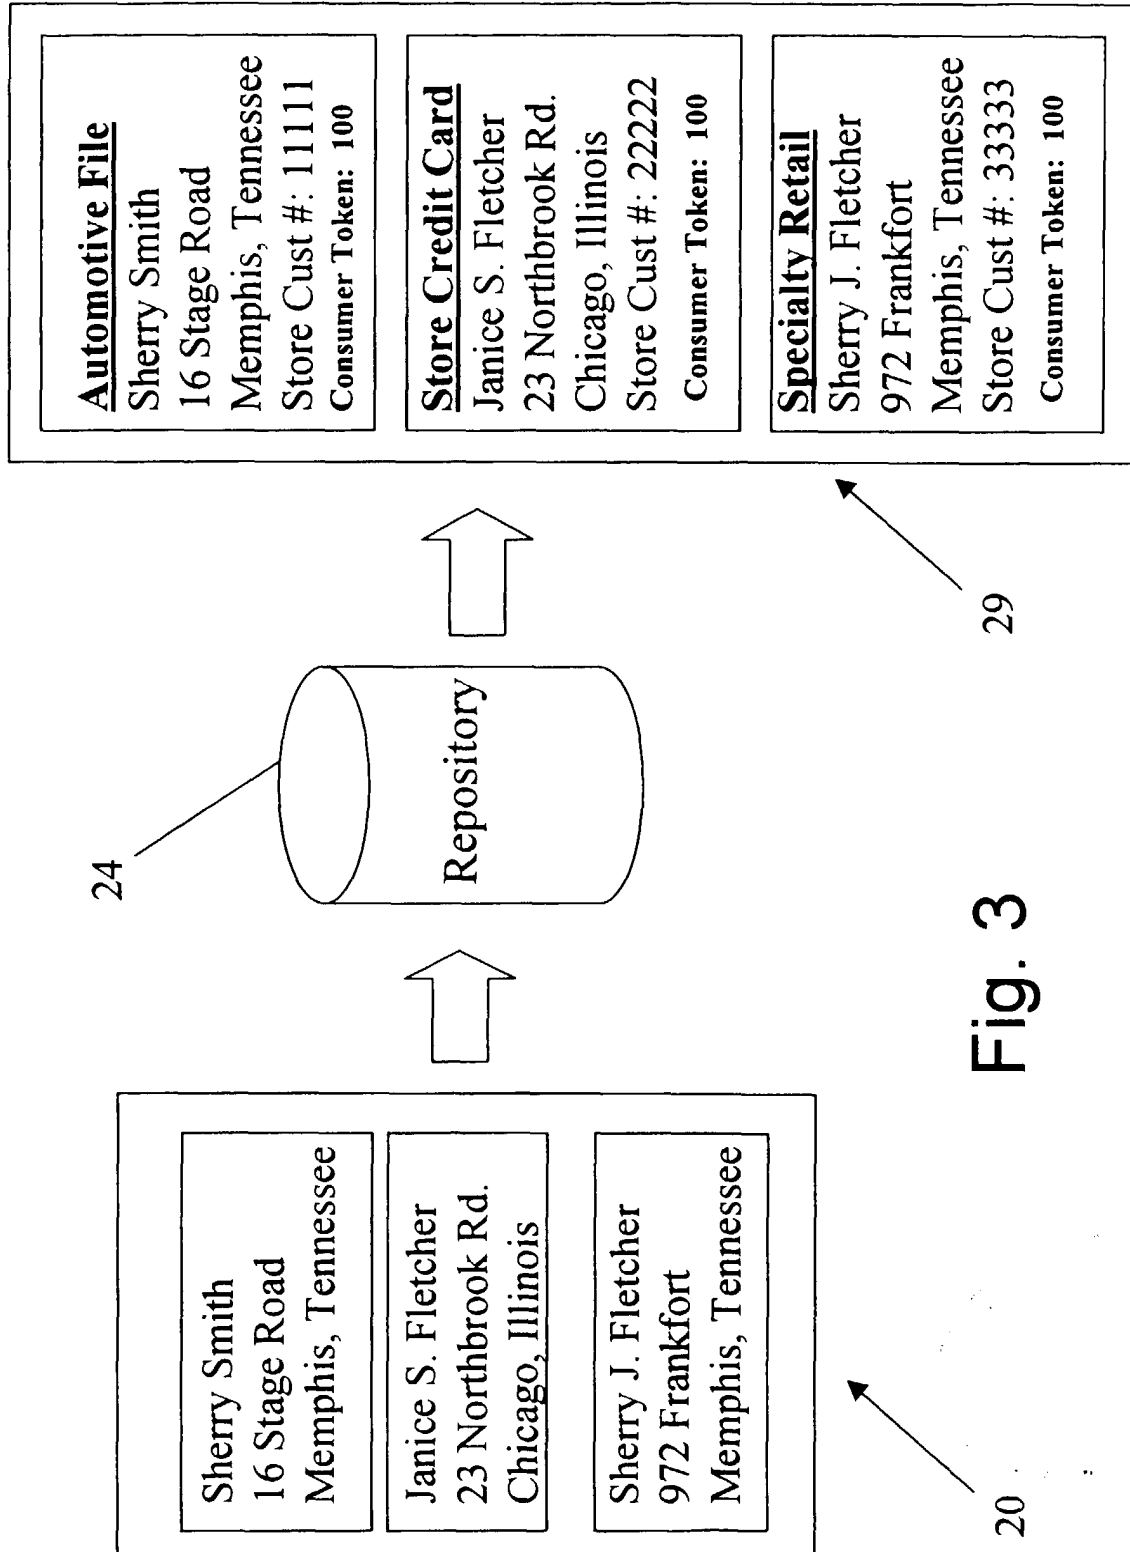 Sherry Smith
16 Stage Road
Memphis, Tennessee
Janice S. Fletcher
23 Northbrook Rd.
Chicago, Illinois
Sherry J. Fletcher
972 Frankfort
Memphis, Tennessee
20
24
Repository
Automotive File
Sherry Smith
16 Stage Road
Memphis, Tennessee
Store Cust #: 11111
Consumer Token: 100
Store Credit Card
Janice S. Fletcher
23 Northbrook Rd.
Chicago, Illinois
Store Cust #: 22222
Consumer Token: 100
Specialty Retail
Sherry J. Fletcher
972 Frankfort
Memphis, Tennessee
Store Cust #: 33333
Consumer Token: 100
29
Fig. 3